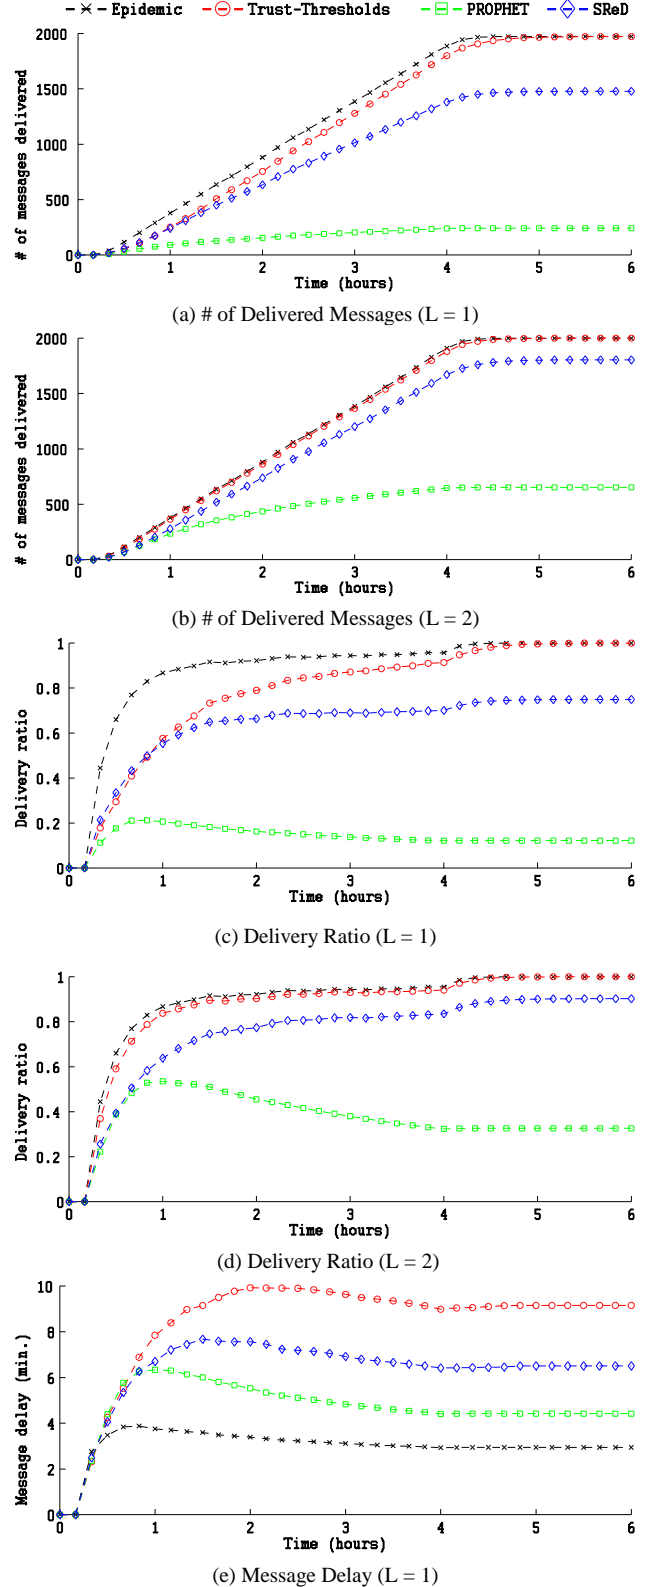 Epidemic Trust-Thresholds PROPHET SReD
2000
1500
1000
500
0
# of messages delivered
0 1 2 3 4 5 6
Time (hours)
(a) # of Delivered Messages (L = 1)
2000
1500
1000
500
0
# of messages delivered
0 1 2 3 4 5 6
Time (hours)
(b) # of Delivered Messages (L = 2)
1
0.8
0.6
0.4
0.2
0
Delivery ratio
0 1 2 3 4 5 6
Time (hours)
(c) Delivery Ratio (L = 1)
1
0.8
0.6
0.4
0.2
0
Delivery ratio
0 1 2 3 4 5 6
Time (hours)
(d) Delivery Ratio (L = 2)
10
8
6
4
2
0
Message delay (min.)
0 1 2 3 4 5 6
Time (hours)
(e) Message Delay (L = 1)